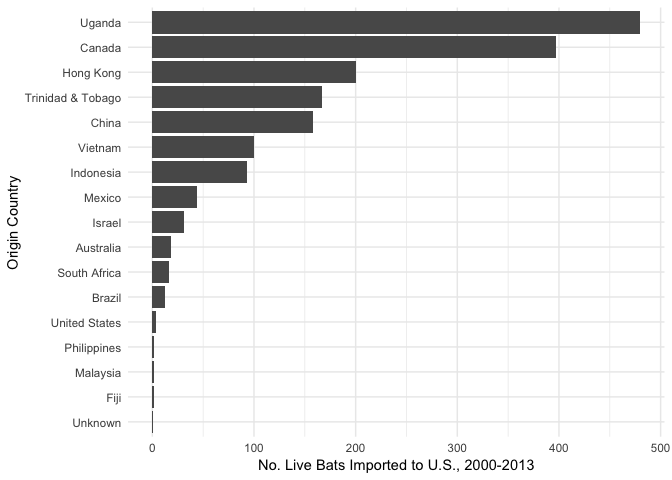 Uganda
Canada
Hong Kong
Trinidad & Tobago
China
Vietnam
Indonesia
Mexico
Israel
Australia
South Africa
Brazil
United States
Philippines
Malaysia
Fiji
Unknown
Origin Country
0 100 200 300 400 500
No. Live Bats Imported to U.S., 2000-2013